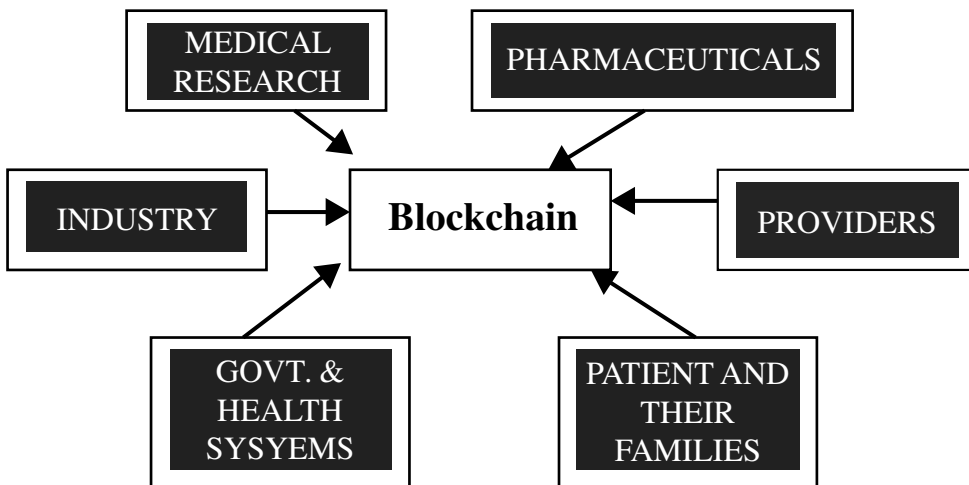 MEDICAL
RESEARCH
PHARMACEUTICALS
INDUSTRY
Blockchain
PROVIDERS
GOVT. &
HEALTH
SYSYEMS
PATIENT AND
THEIR
FAMILIES